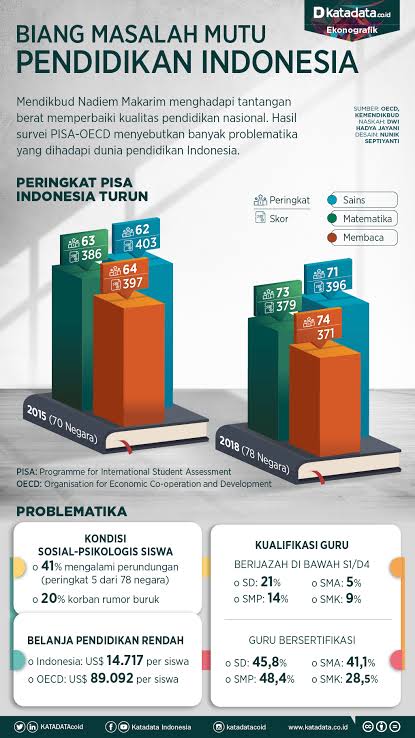 Dkatadata.co.id
Ekonografik
BIANG MASALAH MUTU
PENDIDIKAN INDONESIA
Mendikbud Nadiem Makarim menghadapi tantangan
berat memperbaiki kualitas pendidikan nasional. Hasil
survei PISA-OECD menyebutkan banyak problematika
yang dihadapi dunia pendidikan Indonesia.
SUMBER: OECD,
KEMENDIKBUD
NASKAH: DWI
HADYA JAYANI
DESAIN: NUNIK
SEPTIYANTI
PERINGKAT PISA
INDONESIA TURUN
Peringkat
Skor
Sains
Matematika
Membaca
63
386
62
403
64
397
2015 (70 Negara)
73
379
71
396
74
371
2018 (78 Negara)
PISA: Programme for International Student Assessment
OECD: Organisation for Economic Co-operation and Development
PROBLEMATIKA
KONDISI
SOSIAL-PSIKOLOGIS SISWA
o 41% mengalami perundungan
(peringkat 5 dari 78 negara)
o 20% korban rumor buruk
BELANJA PENDIDIKAN RENDAH
o Indonesia: US$ 14.717 per siswa
o OECD: US$ 89.092 per siswa
KUALIFIKASI GURU
BERIJAZAH DI BAWAH S1/D4
o SD: 21% o SMA: 5%
o SMP: 14% o SMK: 9%
GURU BERSERTIFIKASI
o SD: 45,8% o SMA: 41,1%
o SMP: 48,4% o SMK: 28,5%
KATADATAcoid
Katadata Indonesia
katadatacoid
www.katadata.co.id